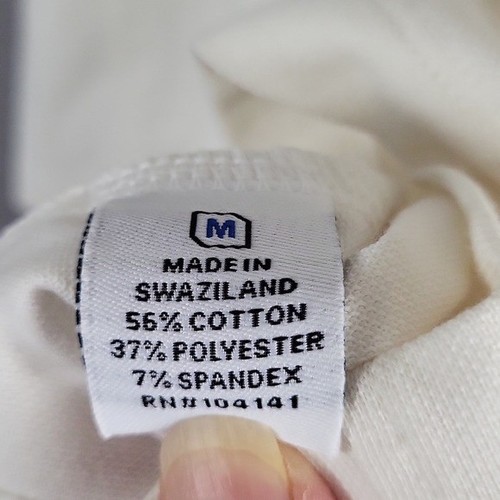 M
MADE IN
SWAZILAND
56% COTTON
37% POLYESTER
7% SPANDEX
RN#104141